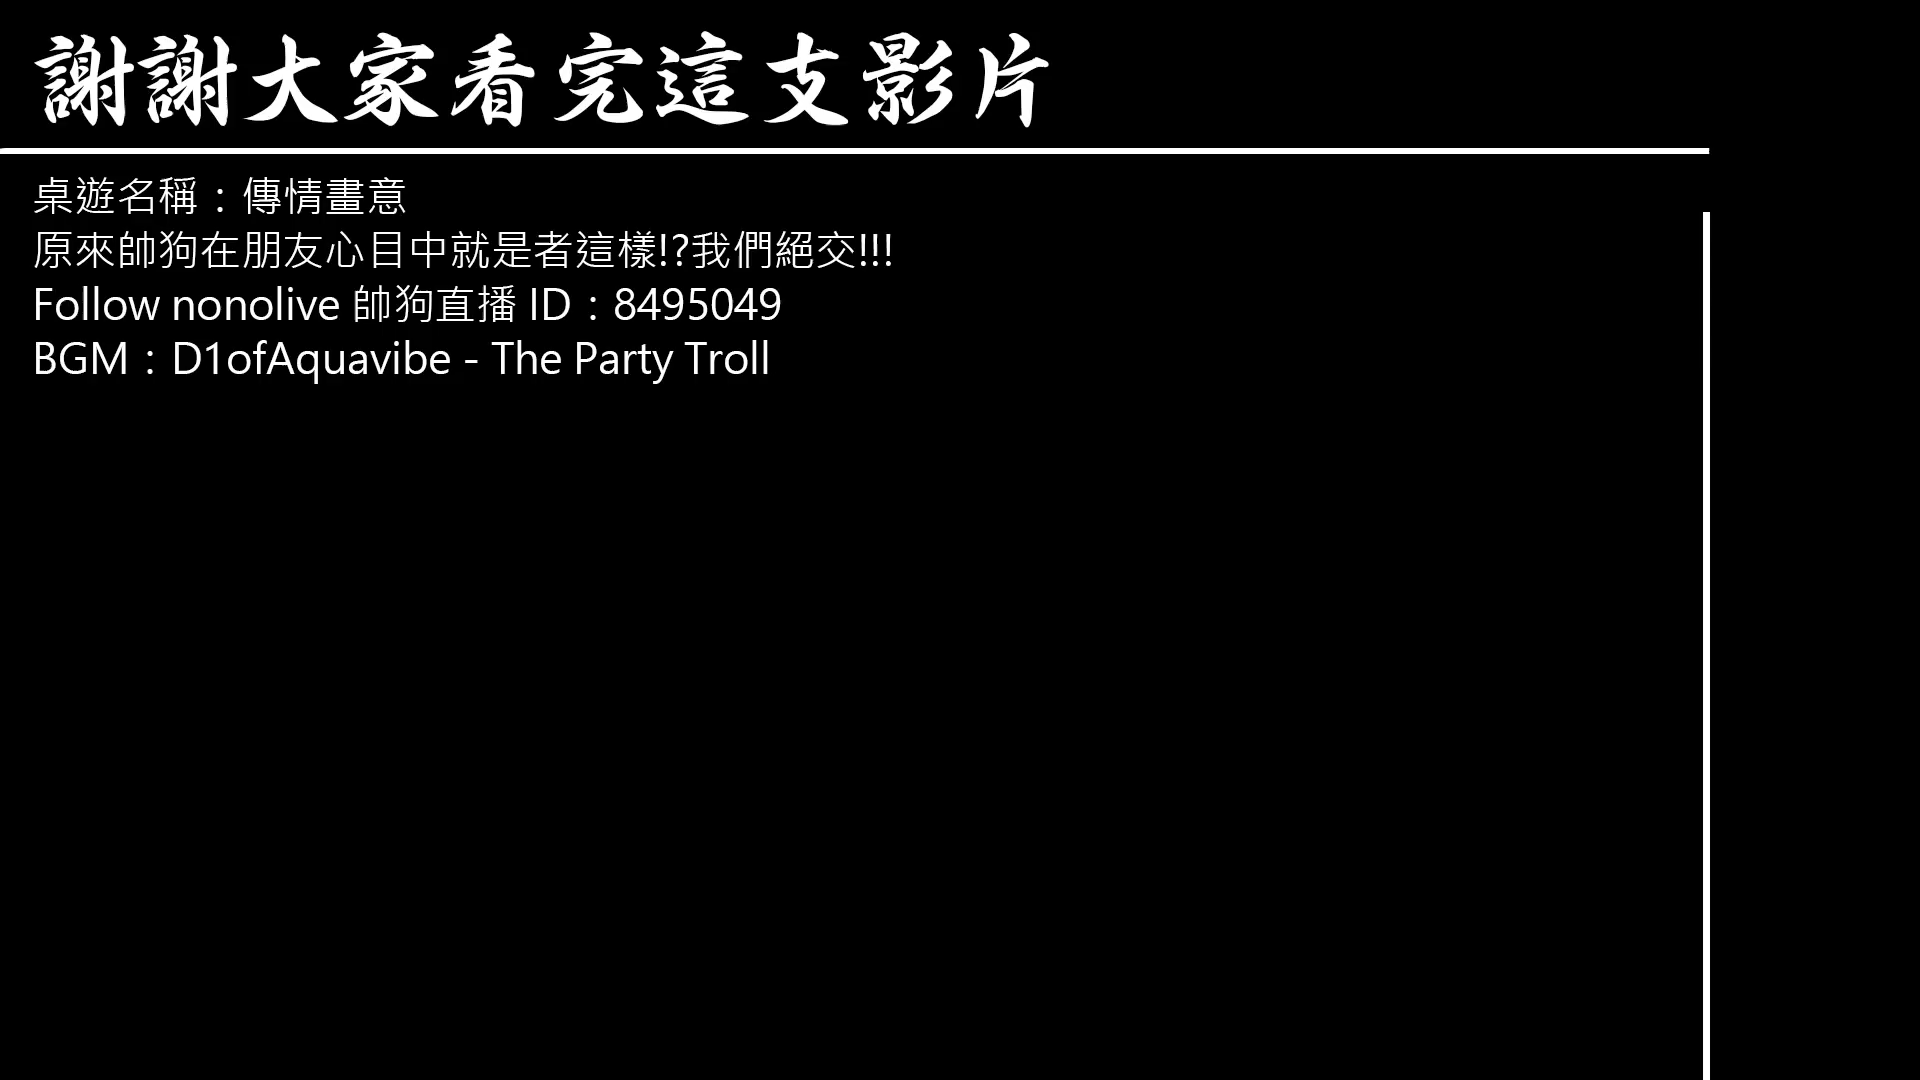 謝謝大家看完這支影片
桌遊名稱：傳情畫意
原來帥狗在朋友心目中就是者這樣!?我們絕交!!!
Follow nonolive 帥狗直播 ID：8495049
BGM：D1ofAquavibe - The Party Troll